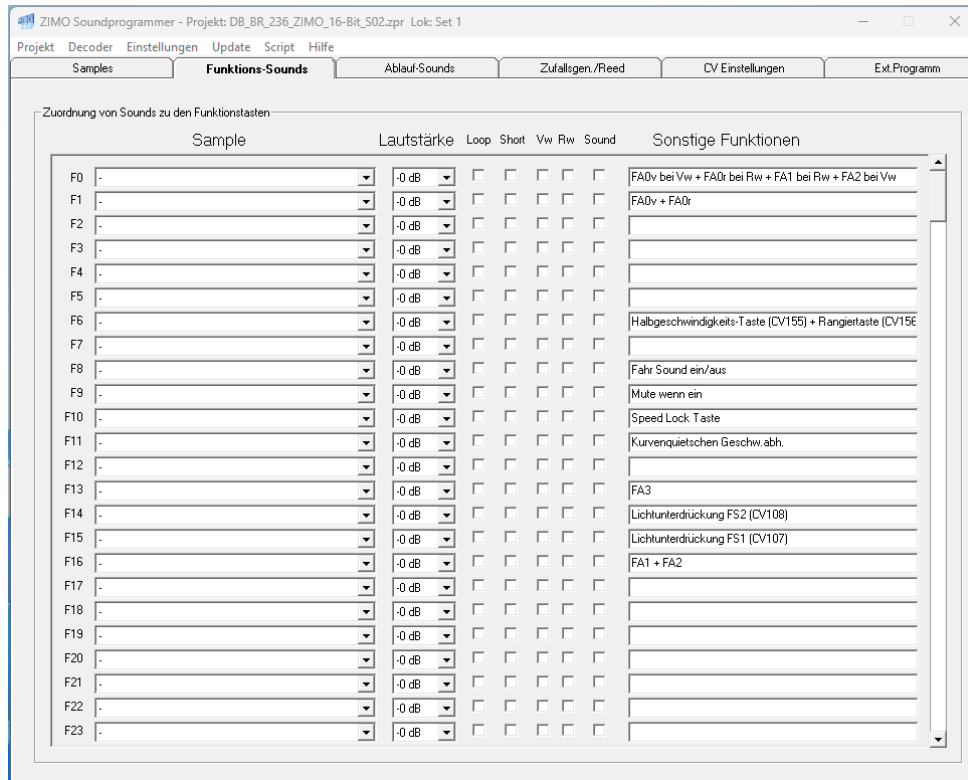 ZIMO Soundprogrammer - Projekt: DB_BR_236_ZIMO_16-Bit_S02.zpr Lok: Set 1
Projekt Decoder Einstellungen Update Script Hilfe
Samples Funktions-Sounds Ablauf-Sounds Zufallsgen./Reed CV Einstellungen Ext.Programm
Zuordnung von Sounds zu den Funktionstasten
Sample Lautstärke Loop Short Vw Rw Sound Sonstige Funktionen
F0 - -0 dB FA0v bei Vw + FA0r bei Rw + FA1 bei Rw + FA2 bei Vw
F1 - -0 dB FA0v + FA0r
F2 - -0 dB
F3 - -0 dB
F4 - -0 dB
F5 - -0 dB
F6 - -0 dB Halbgeschwindigkeits-Taste (CV155) + Rangiertaste (CV156
F7 - -0 dB
F8 - -0 dB Fahr Sound ein/aus
F9 - -0 dB Mute wenn ein
F10 - -0 dB Speed Lock Taste
F11 - -0 dB Kurvenquietschen Geschw.abh.
F12 - -0 dB
F13 - -0 dB FA3
F14 - -0 dB Lichtunterdrückung FS2 (CV108)
F15 - -0 dB Lichtunterdrückung FS1 (CV107)
F16 - -0 dB FA1 + FA2
F17 - -0 dB
F18 - -0 dB
F19 - -0 dB
F20 - -0 dB
F21 - -0 dB
F22 - -0 dB
F23 - -0 dB